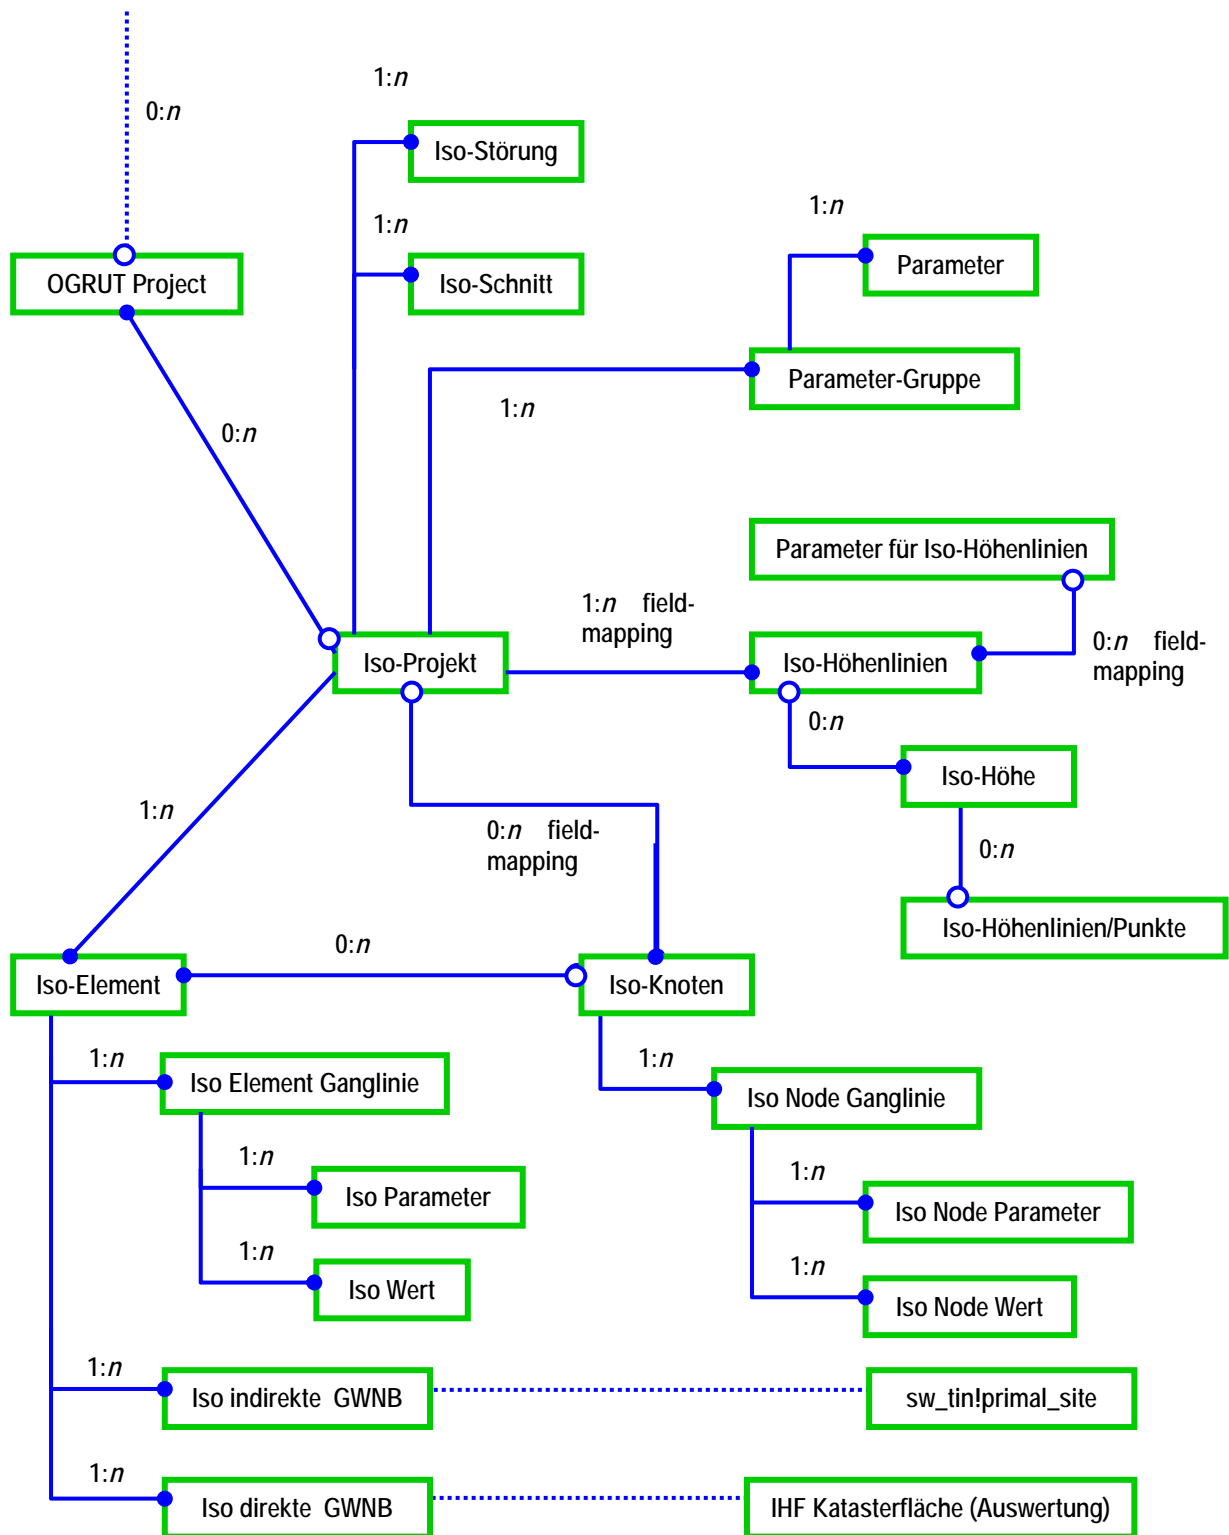 1:n
0:n
Iso-Störung
1:n
1:n
Iso-Schnitt
Parameter
OGRUT Project
Parameter-Gruppe
1:n
0:n
Parameter für Iso-Höhenlinien
1:n field-
mapping
0:n field-
mapping
Iso-Projekt
Iso-Höhenlinien
0:n
Iso-Höhe
1:n
0:n field-
mapping
0:n
Iso-Höhenlinien/Punkte
0:n
Iso-Element
Iso-Knoten
1:n
1:n
Iso Element Ganglinie
Iso Node Ganglinie
1:n
1:n
Iso Parameter
Iso Node Parameter
1:n
1:n
Iso Wert
Iso Node Wert
1:n
Iso indirekte GWNB
sw_tin!primal_site
1:n
Iso direkte GWNB
IHF Katasterfläche (Auswertung)